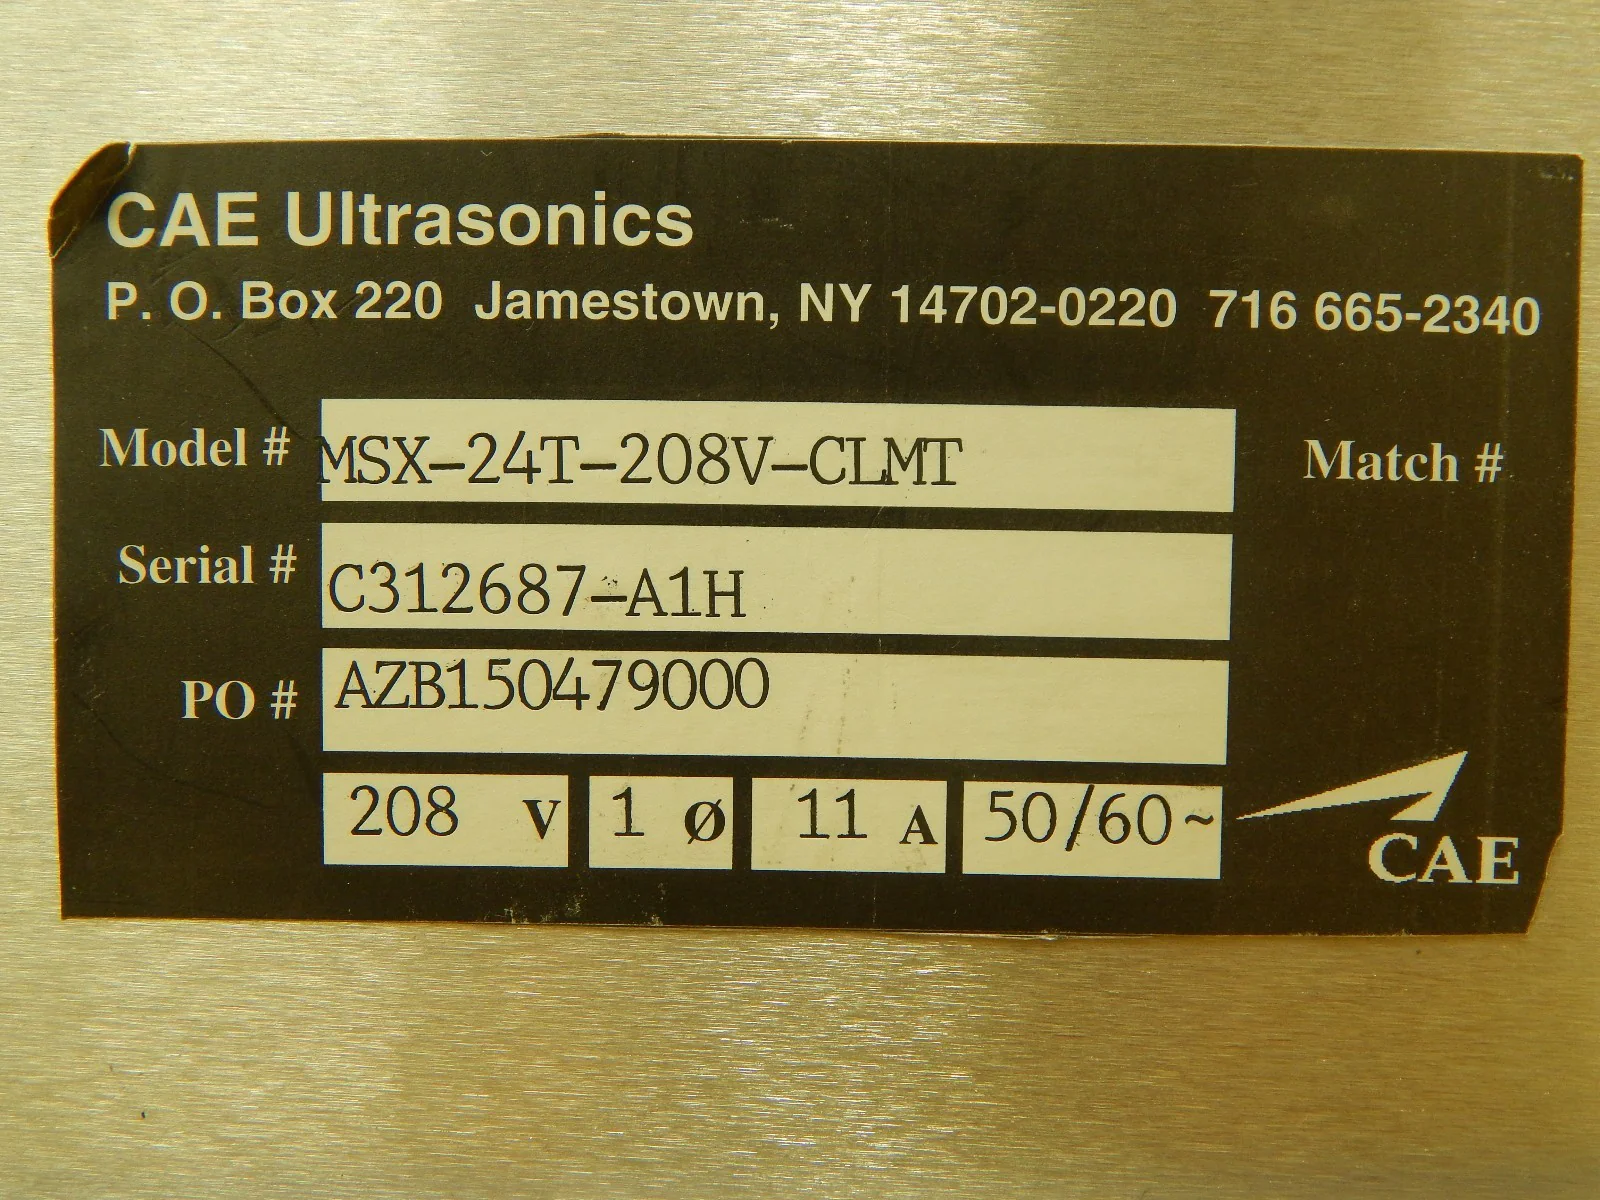 CAE Ultrasonics
P. O. Box 220 Jamestown, NY 14702-0220 716 665-2340
Model # MSX-24T-208V-CLMT Match #
Serial # C312687-A1H
PO # AZB150479000
208 V 1 Ø 11 A 50/60 ~
CAE